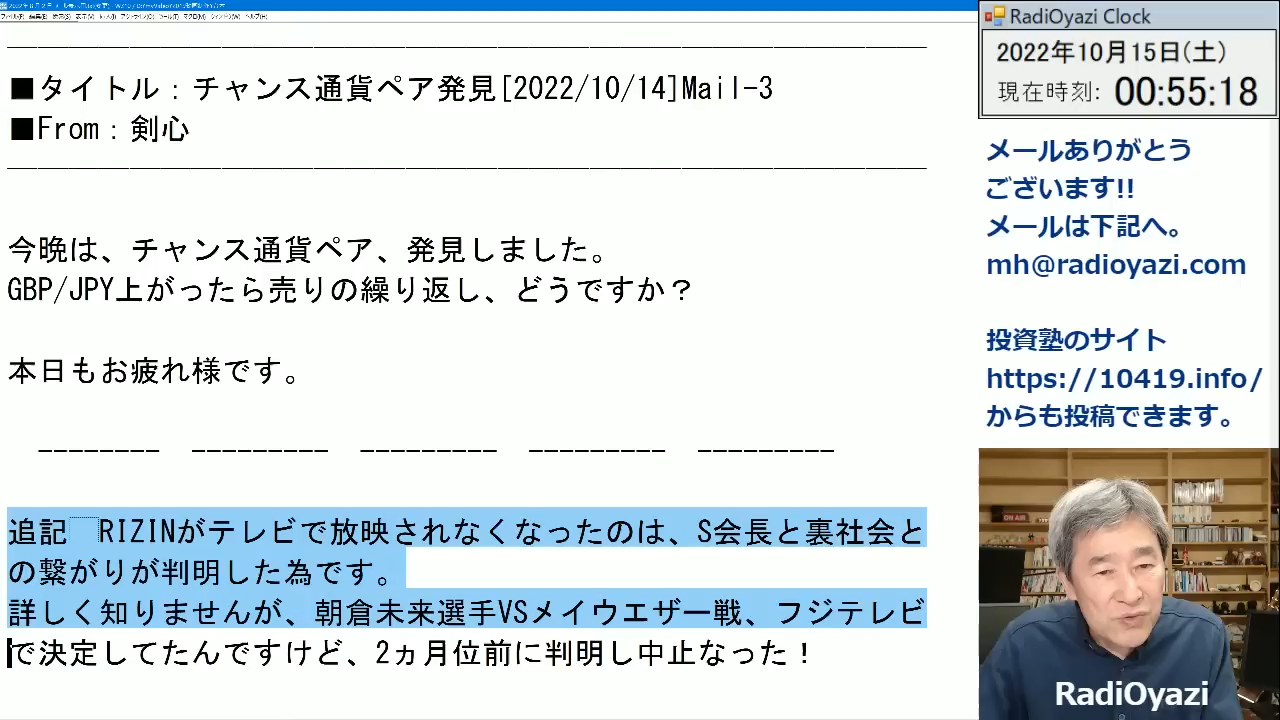 ■タイトル：チャンス通貨ペア発見[2022/10/14]Mail-3
■From：剣心
今晩は、チャンス通貨ペア、発見しました。
GBP/JPY上がったら売りの繰り返し、どうですか？
本日もお疲れ様です。
追記　RIZINがテレビで放映されなくなったのは、S会長と裏社会と
の繋がりが判明した為です。
詳しく知りませんが、朝倉未来選手VSメイウエザー戦、フジテレビ
で決定してたんですけど、2ヵ月位前に判明し中止なった！
RadiOyazi Clock
2022年10月15日(土)
現在時刻: 00:55:18
メールありがとう
ございます!!
メールは下記へ。
mh@radioyazi.com
投資塾のサイト
https://10419.info/
からも投稿できます。
ON AIR
RadiOyazi